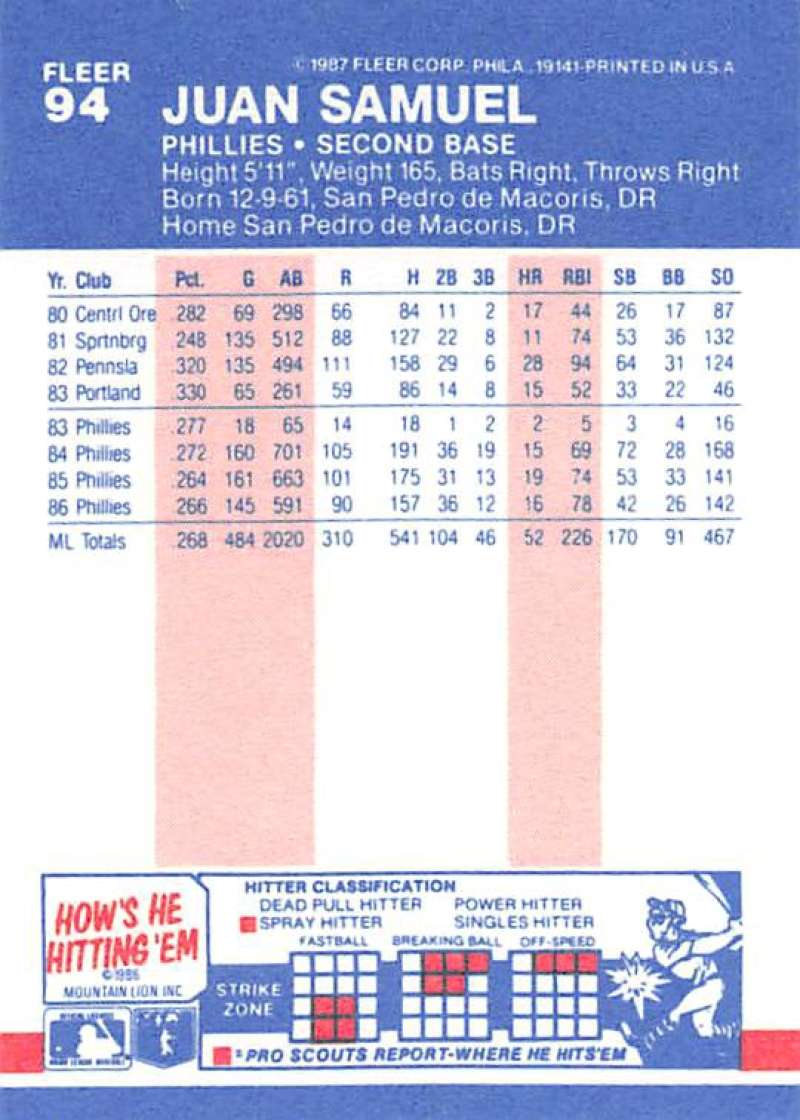 FLEER
© 1987 FLEER CORP. PHILA., 19141-PRINTED IN U.S.A
94 JUAN SAMUEL
PHILLIES • SECOND BASE
Height 5'11", Weight 165, Bats Right, Throws Right
Born 12-9-61, San Pedro de Macoris, DR
Home San Pedro de Macoris, DR
Yr. Club Pct. G AB R H 2B 3B HR RBI SB BB SO
80 Centrl Ore .282 69 298 66 84 11 2 17 44 26 17 87
81 Sprtnbrg .248 135 512 88 127 22 8 11 74 53 36 132
82 Pennsla .320 135 494 111 158 29 6 28 94 64 31 124
83 Portland .330 65 261 59 86 14 8 15 52 33 22 46
83 Phillies .277 18 65 14 18 1 2 2 5 3 4 16
84 Phillies .272 160 701 105 191 36 19 15 69 72 28 168
85 Phillies .264 161 663 101 175 31 13 19 74 53 33 141
86 Phillies .266 145 591 90 157 36 12 16 78 42 26 142
ML Totals .268 484 2020 310 541 104 46 52 226 170 91 467
HOW'S HE
HITTING 'EM
©1986
MOUNTAIN LION INC
HITTER CLASSIFICATION
DEAD PULL HITTER POWER HITTER
SPRAY HITTER SINGLES HITTER
FASTBALL BREAKING BALL OFF-SPEED
STRIKE
ZONE
= PRO SCOUTS REPORT-WHERE HE HITS'EM